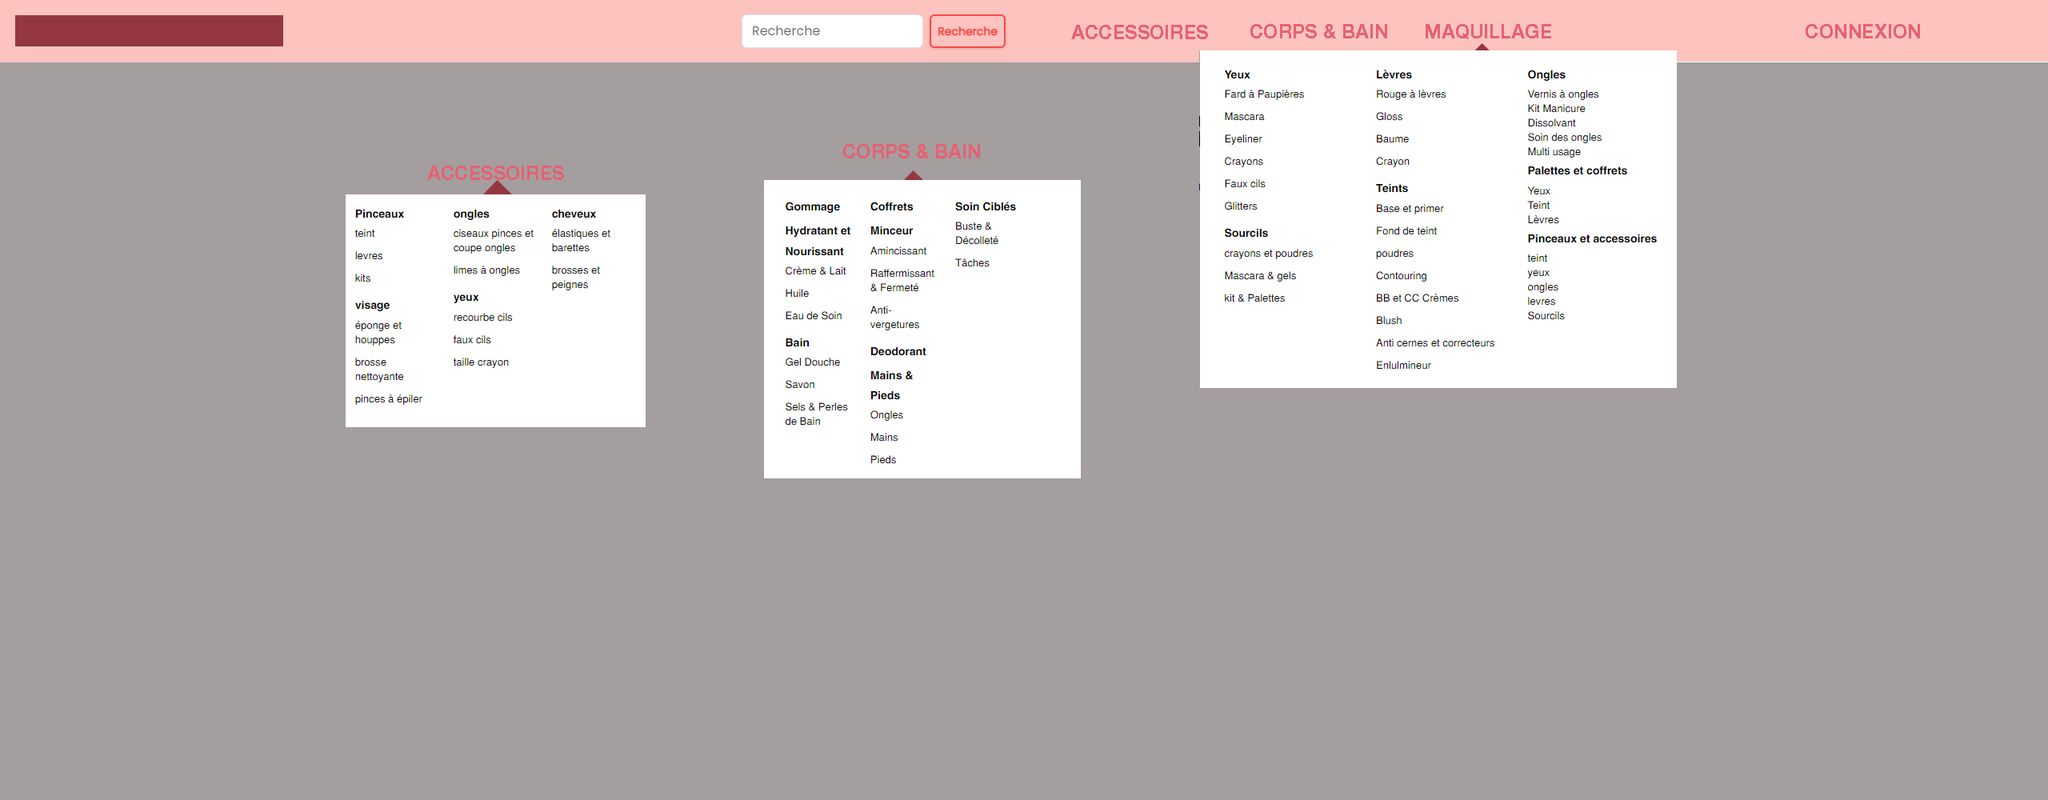 Recherche
Recherche
ACCESSOIRES
CORPS & BAIN
MAQUILLAGE
CONNEXION
ACCESSOIRES
Pinceaux
teint
levres
kits
visage
éponge et
houppes
brosse
nettoyante
pinces à épiler
ongles
ciseaux pinces et
coupe ongles
limes à ongles
yeux
recourbe cils
faux cils
taille crayon
cheveux
élastiques et
barettes
brosses et
peignes
CORPS & BAIN
Gommage
Hydratant et
Nourissant
Crème & Lait
Huile
Eau de Soin
Bain
Gel Douche
Savon
Sels & Perles
de Bain
Coffrets
Minceur
Amincissant
Raffermissant
& Fermeté
Anti-
vergetures
Deodorant
Mains &
Pieds
Ongles
Mains
Pieds
Soin Ciblés
Buste &
Décolleté
Tâches
Yeux
Fard à Paupières
Mascara
Eyeliner
Crayons
Faux cils
Glitters
Sourcils
crayons et poudres
Mascara & gels
kit & Palettes
Lèvres
Rouge à lèvres
Gloss
Baume
Crayon
Teints
Base et primer
Fond de teint
poudres
Contouring
BB et CC Crèmes
Blush
Anti cernes et correcteurs
Enlulmineur
Ongles
Vernis à ongles
Kit Manicure
Dissolvant
Soin des ongles
Multi usage
Palettes et coffrets
Yeux
Teint
Lèvres
Pinceaux et accessoires
teint
yeux
ongles
levres
Sourcils